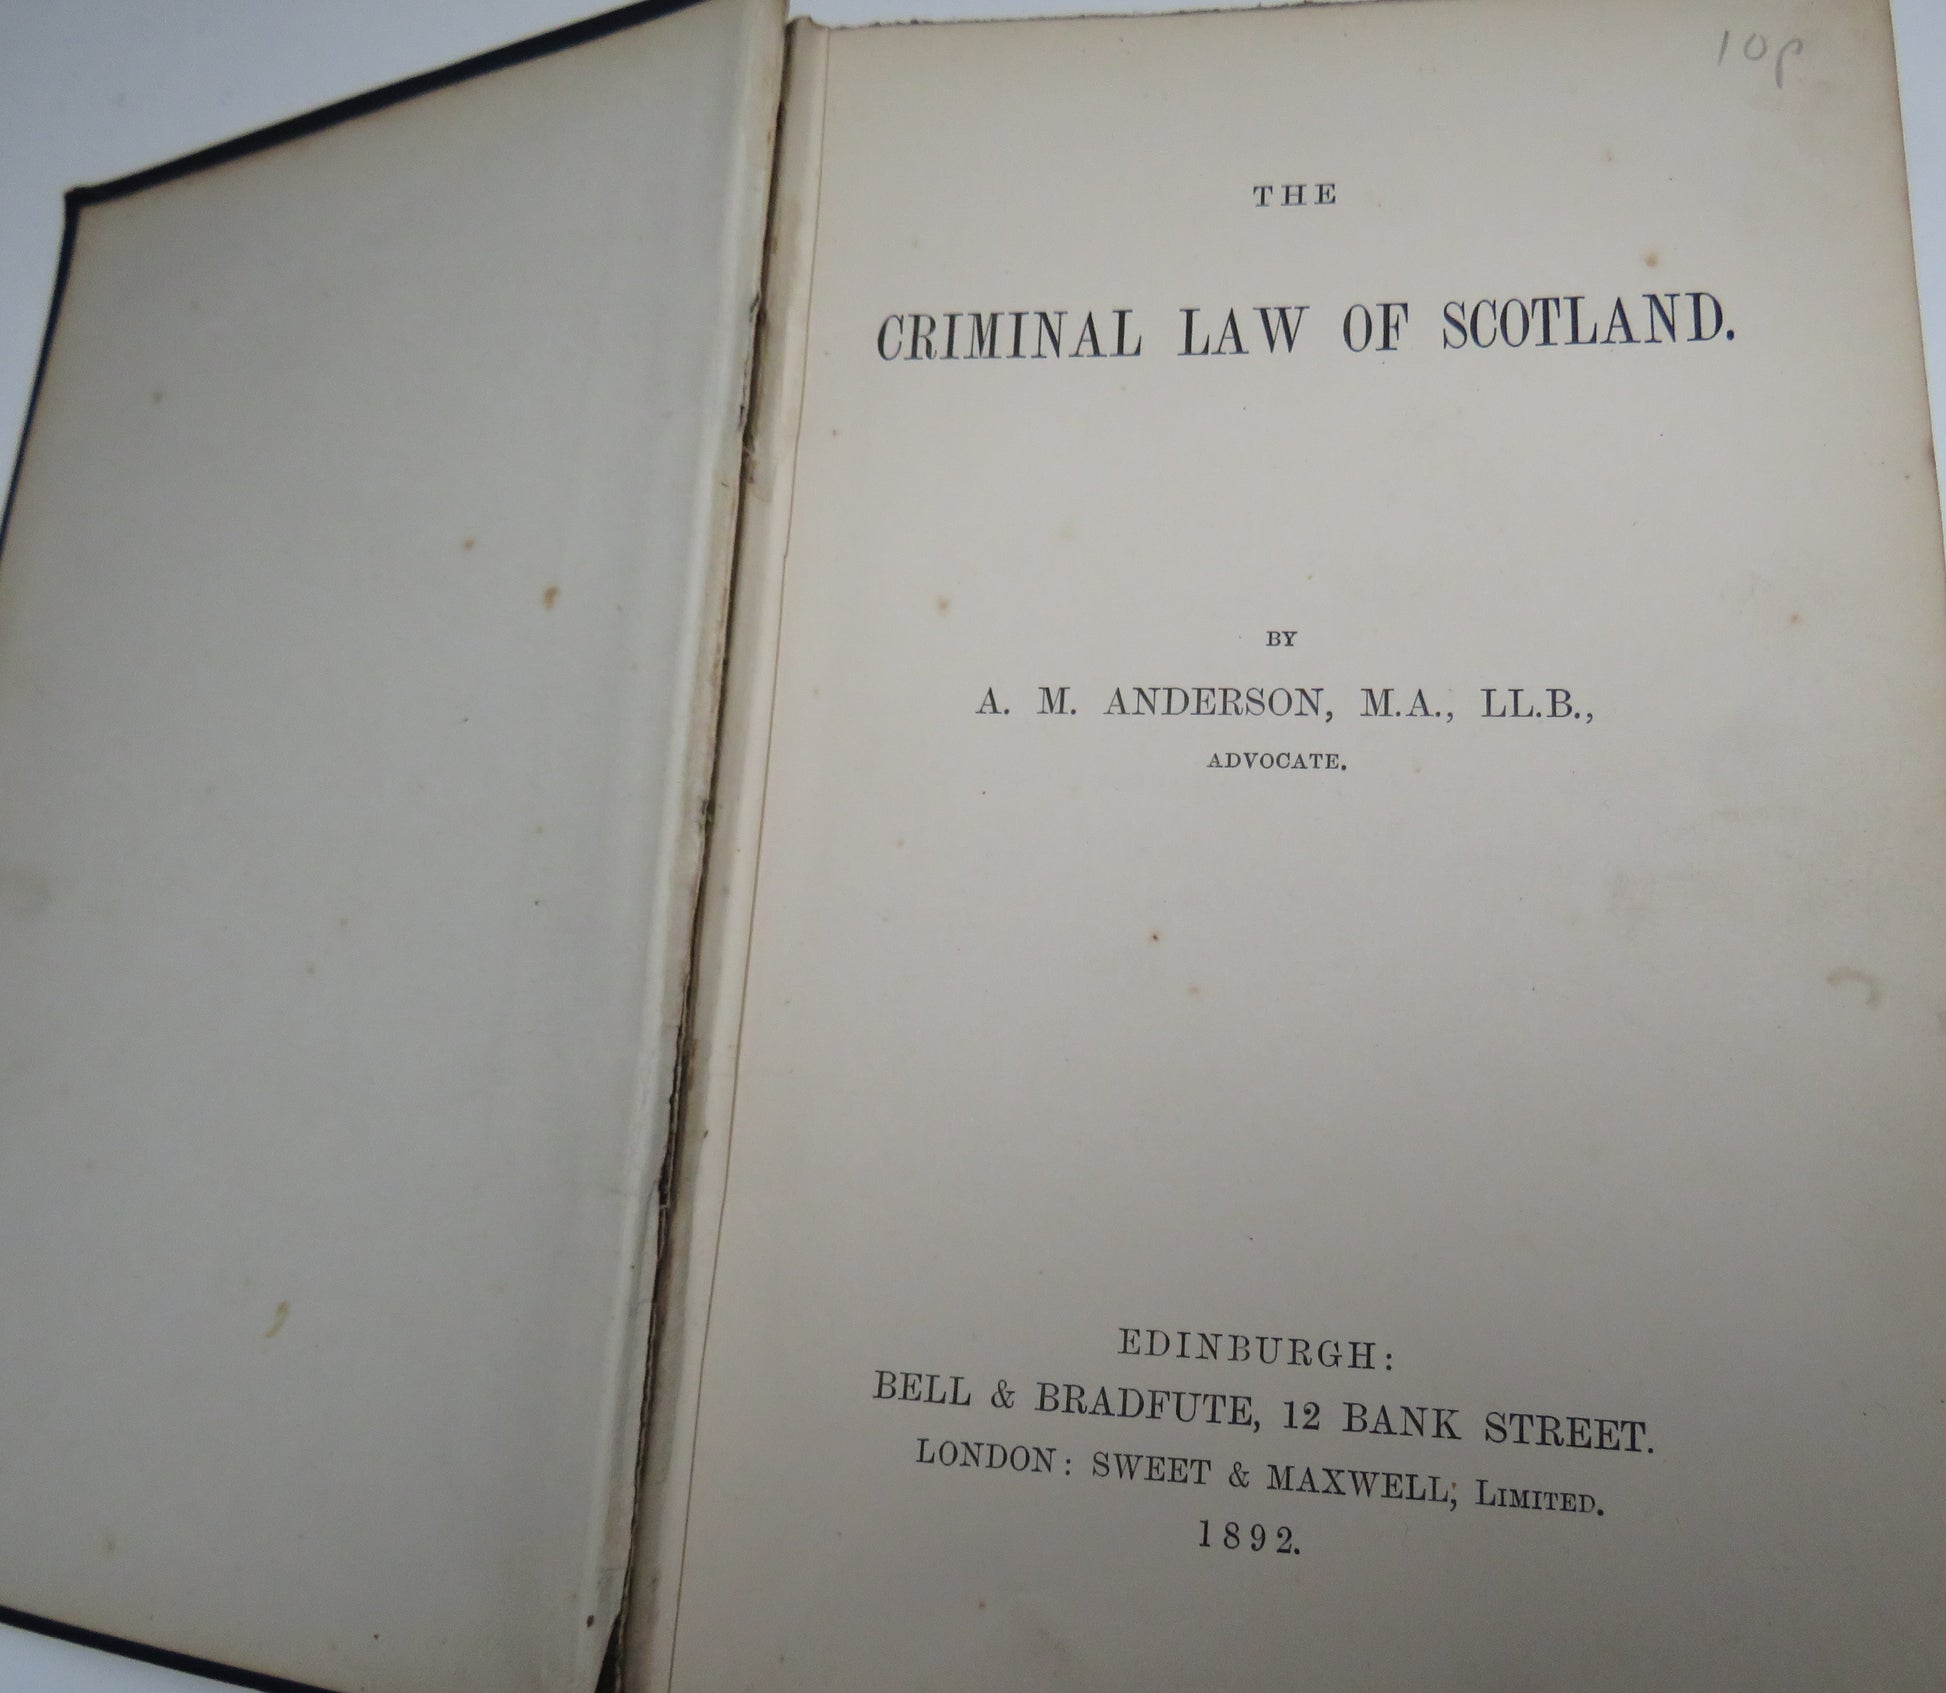 10p
THE
CRIMINAL LAW OF SCOTLAND.
BY
A. M. ANDERSON, M.A., LL.B.,
ADVOCATE.
EDINBURGH:
BELL & BRADFUTE, 12 BANK STREET.
LONDON: SWEET & MAXWELL, LIMITED.
1892.